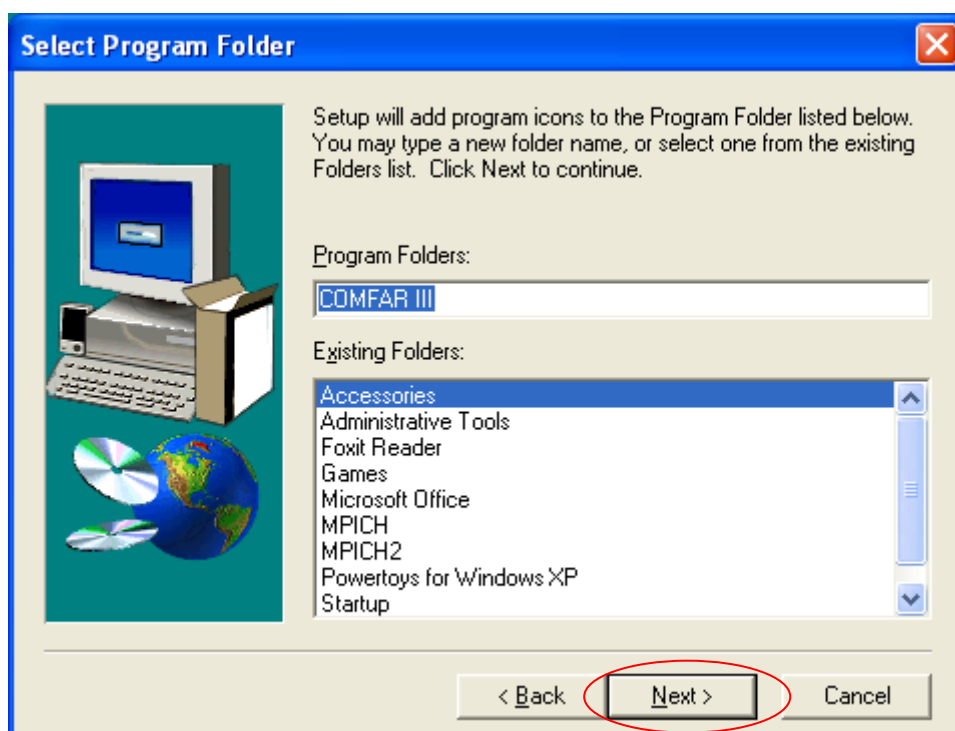 Select Program Folder
Setup will add program icons to the Program Folder listed below.
You may type a new folder name, or select one from the existing
Folders list. Click Next to continue.
Program Folders:
COMFAR III
Existing Folders:
Accessories
Administrative Tools
Foxit Reader
Games
Microsoft Office
MPICH
MPICH2
Powertoys for Windows XP
Startup
< Back
Next >
Cancel